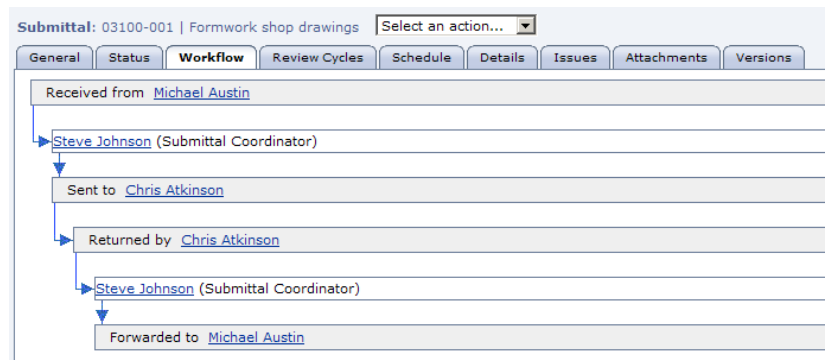 Submittal: 03100-001 | Formwork shop drawings Select an action...
General Status Workflow Review Cycles Schedule Details Issues Attachments Versions
Received from Michael Austin
Steve Johnson (Submittal Coordinator)
Sent to Chris Atkinson
Returned by Chris Atkinson
Steve Johnson (Submittal Coordinator)
Forwarded to Michael Austin